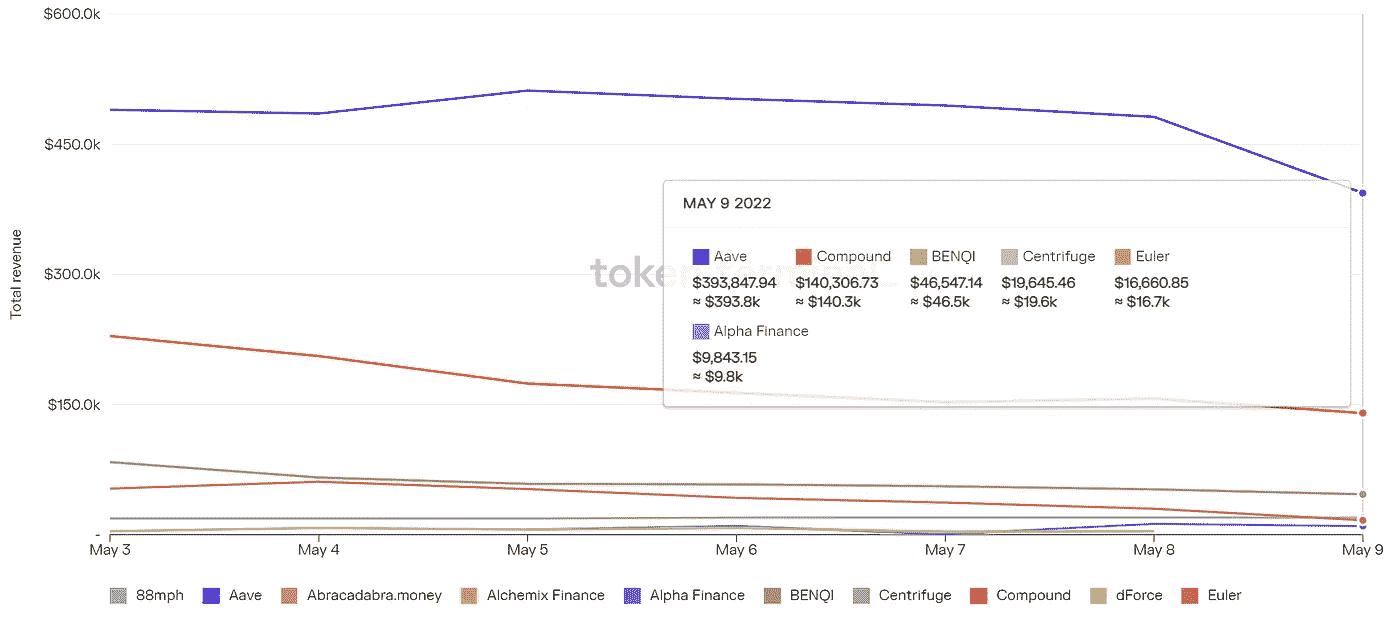 $600.0k
$450.0k
$300.0k
$150.0k
-
Total revenue
MAY 9 2022
Aave Compound BENQI Centrifuge Euler
$393,847.94 $140,306.73 $46,547.14 $19,645.46 $16,660.85
≈ $393.8k ≈ $140.3k ≈ $46.5k ≈ $19.6k ≈ $16.7k
Alpha Finance
$9,843.15
≈ $9.8k
May 3 May 4 May 5 May 6 May 7 May 8 May 9
88mph Aave Abracadabra.money Alchemix Finance Alpha Finance BENQI Centrifuge Compound dForce Euler